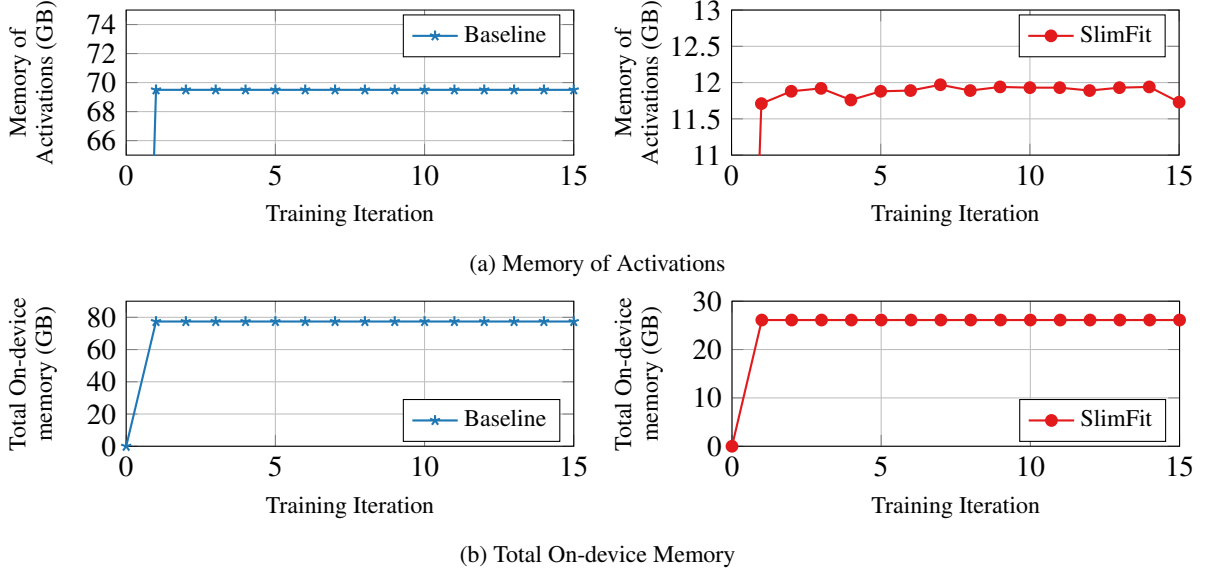 Memory of
Activations (GB)
74
72
70
68
66
0
5
10
15
Baseline
Training Iteration
Memory of
Activations (GB)
13
12.5
12
11.5
11
0
5
10
15
SlimFit
Training Iteration
(a) Memory of Activations
Total On-device
memory (GB)
80
60
40
20
0
0
5
10
15
Baseline
Training Iteration
Total On-device
memory (GB)
30
20
10
0
0
5
10
15
SlimFit
Training Iteration
(b) Total On-device Memory